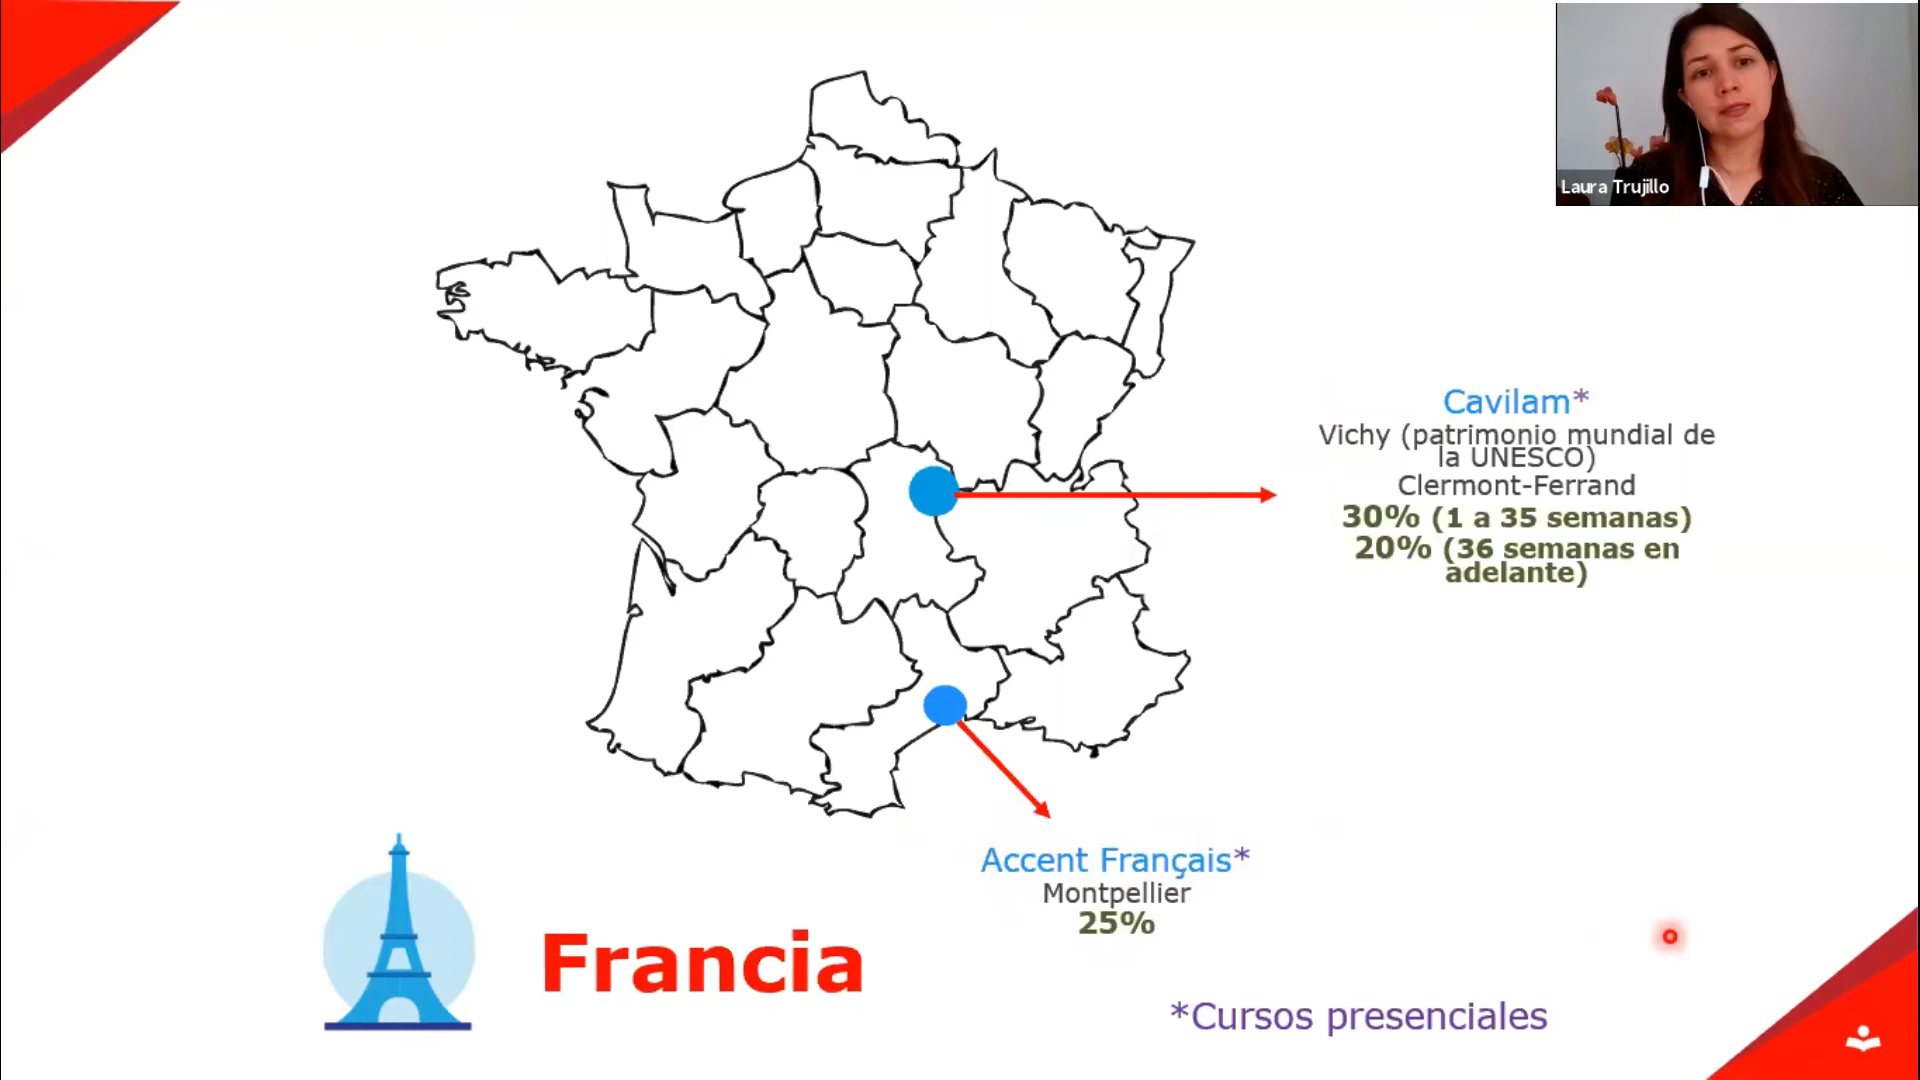 Laura Trujillo
Cavilam*
Vichy (patrimonio mundial de
la UNESCO)
Clermont-Ferrand
30% (1 a 35 semanas)
20% (36 semanas en
adelante)
Accent Français*
Montpellier
25%
Francia
*Cursos presenciales